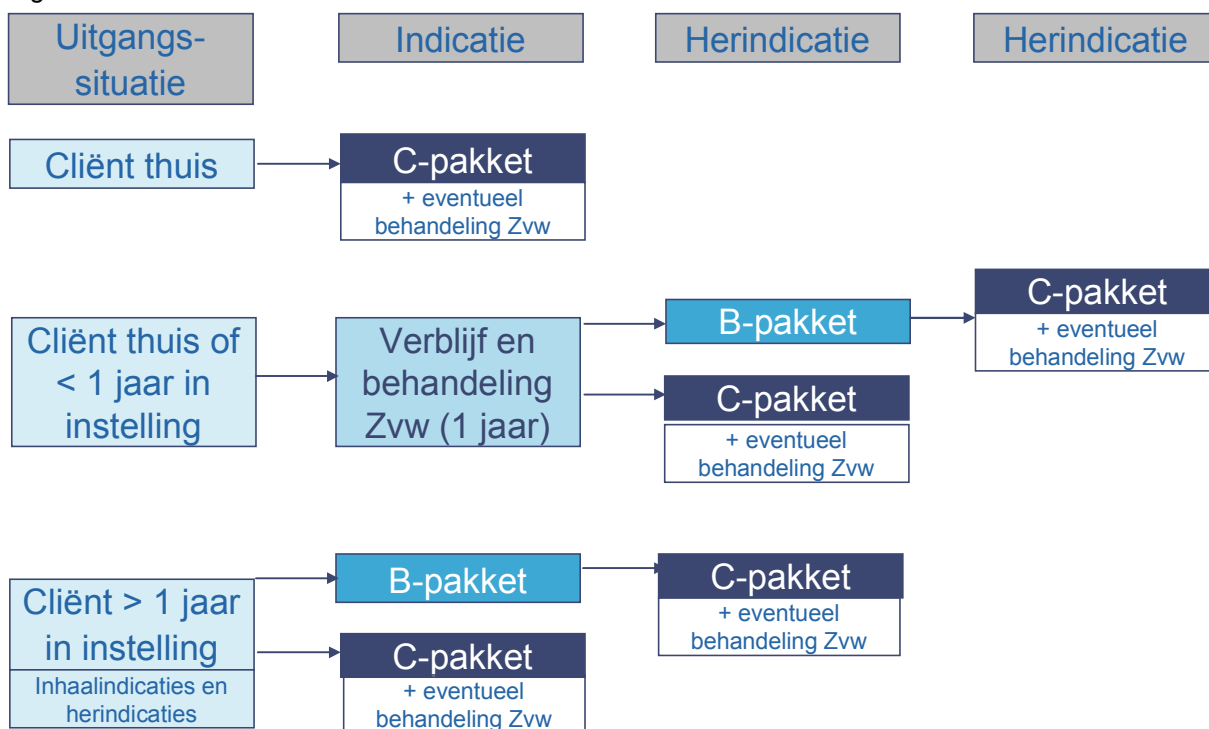 Uitgangs-
situatie
Indicatie
Herindicatie
Herindicatie
Cliënt thuis
C-pakket
+ eventueel
behandeling Zvw
Cliënt thuis of
< 1 jaar in
instelling
Verblijf en
behandeling
Zvw (1 jaar)
B-pakket
C-pakket
+ eventueel
behandeling Zvw
C-pakket
+ eventueel
behandeling Zvw
Cliënt > 1 jaar
in instelling
Inhaalindicaties en
herindicaties
B-pakket
C-pakket
+ eventueel
behandeling Zvw
C-pakket
+ eventueel
behandeling Zvw